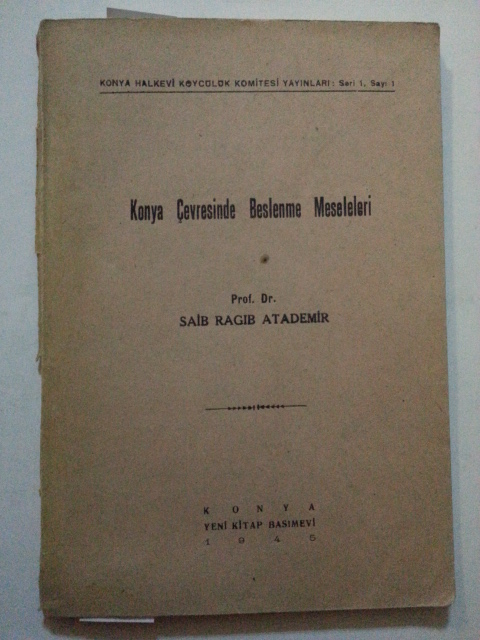 KONYA HALKEVİ KÖYCÜLÜK KOMİTESİ YAYINLARI: Seri 1, Sayı 1
Konya Çevresinde Beslenme Meseleleri
Prof. Dr.
SAİB RAGIB ATADEMİR
KONYA
YENİ KİTAP BASIMEVİ